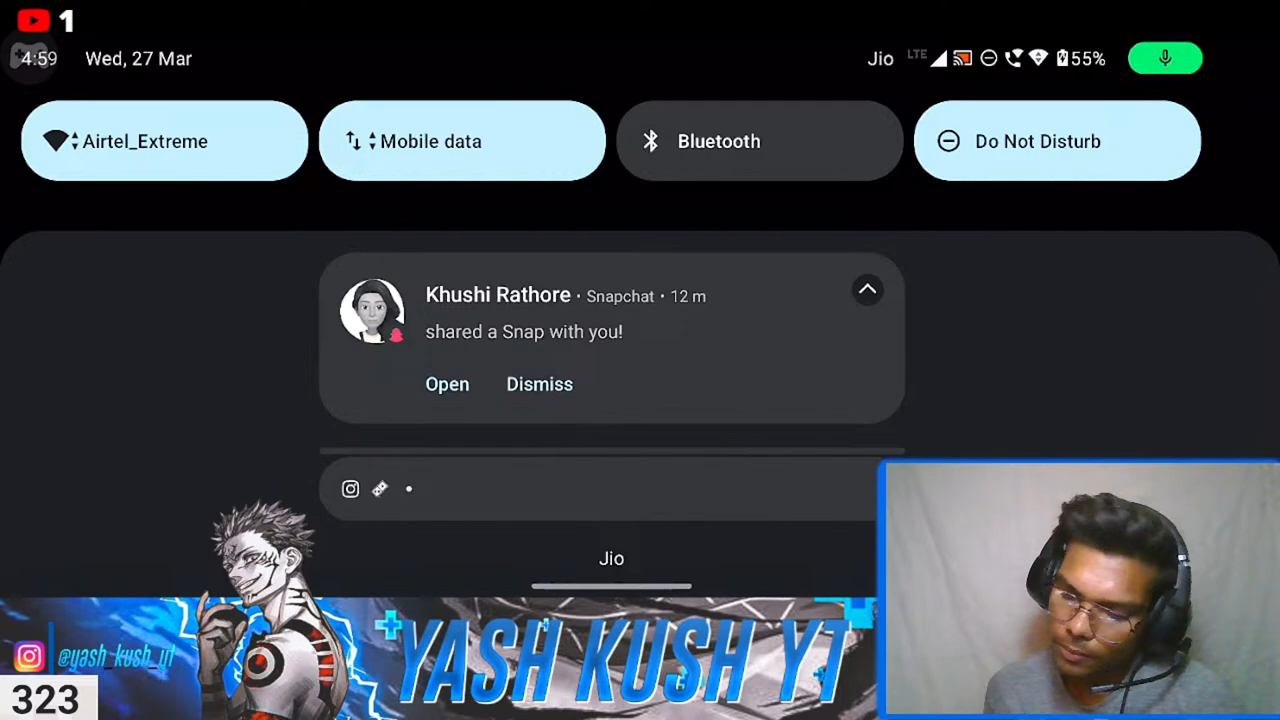 1
4:59 Wed, 27 Mar Jio LTE 55%
Airtel_Extreme
Mobile data
Bluetooth
Do Not Disturb
Khushi Rathore · Snapchat · 12 m
shared a Snap with you!
Open Dismiss
Jio
@yash_kush_yt
YASH KUSH YT
323